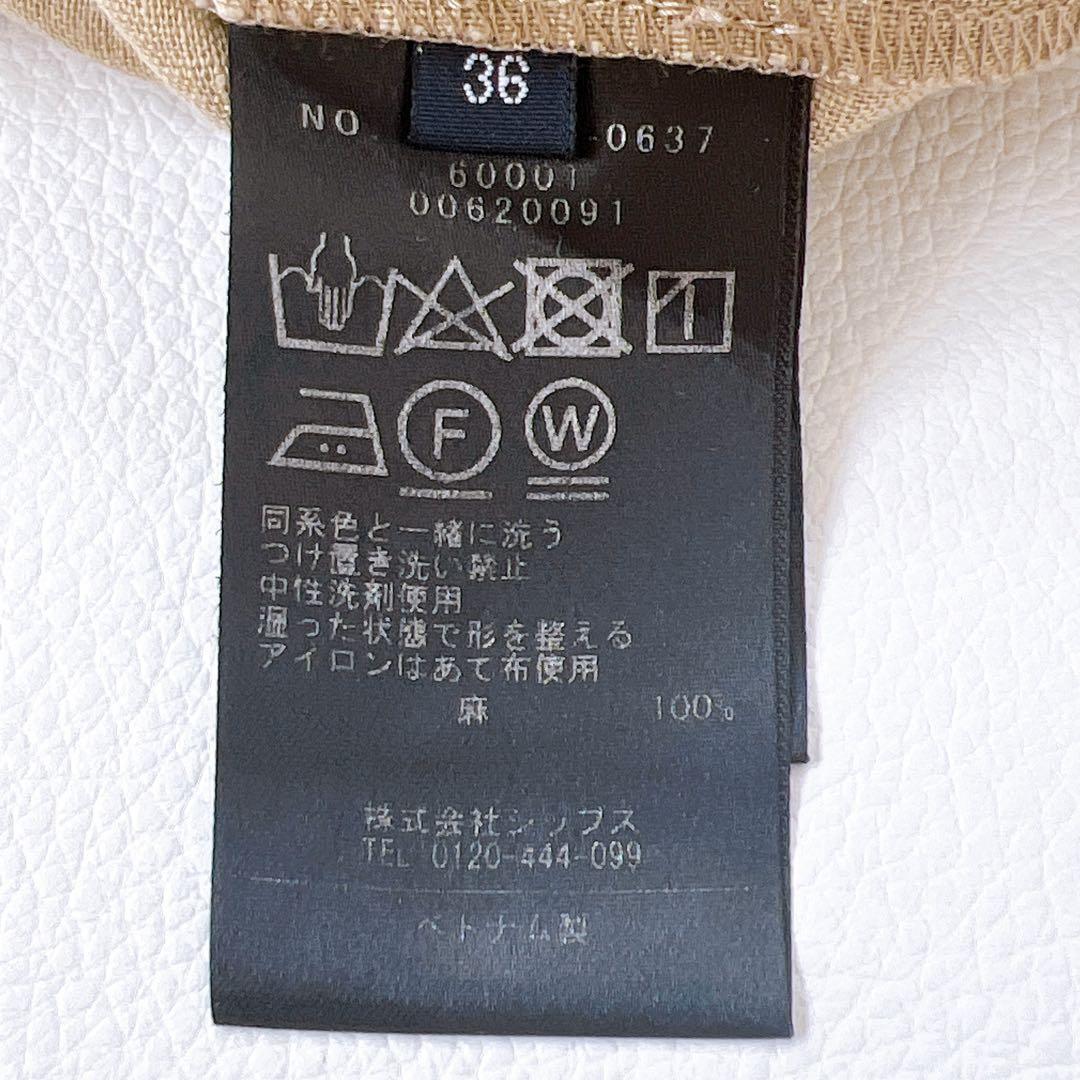 36
NO 0637
60001
00620091
F W
同系色と一緒に洗う
つけ置き洗い禁止
中性洗剤使用
湿った状態で形を整える
アイロンはあて布使用
麻 100%
株式会社シップス
TEL 0120-444-099
ベトナム製